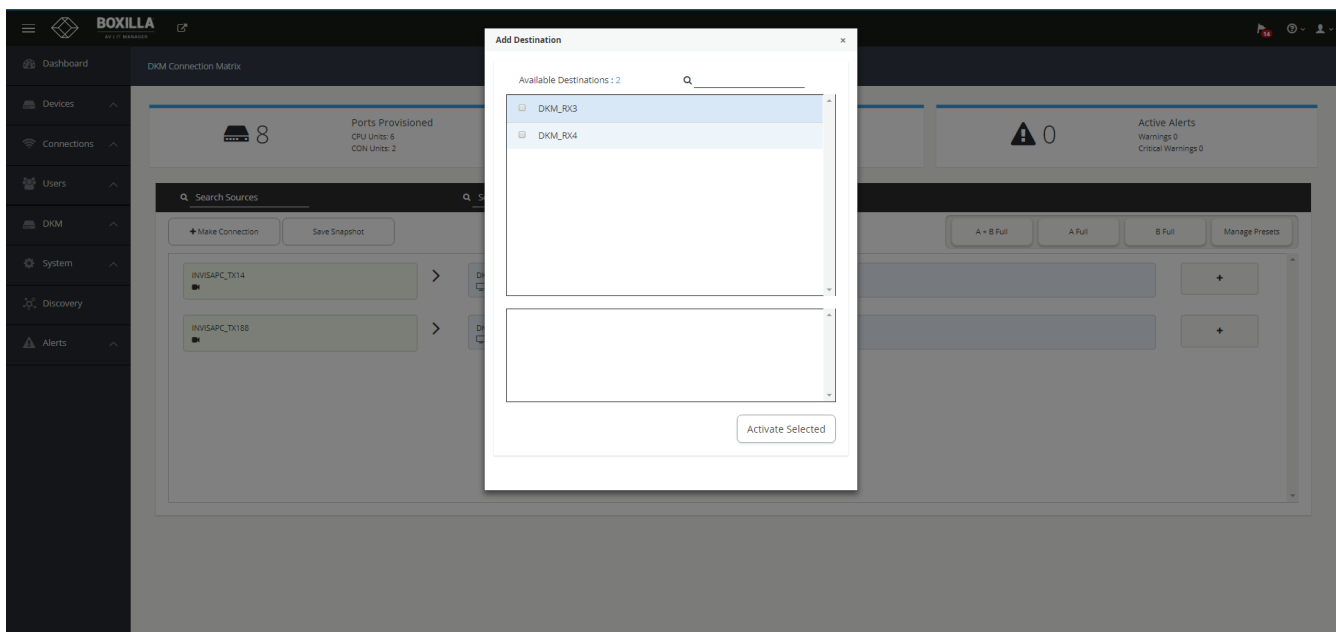 BOXILLA
AV | IT MANAGER
14
Dashboard
Devices
Connections
Users
DKM
System
Discovery
Alerts
DKM Connection Matrix
8
Ports Provisioned
CPU Units: 6
CON Units: 2
0
Active Alerts
Warnings 0
Critical Warnings 0
Search Sources
Make Connection
Save Snapshot
A + B Full
A Full
B Full
Manage Presets
INVISAPC_TX14
+
INVISAPC_TX188
+
Add Destination
×
Available Destinations : 2
DKM_RX3
DKM_RX4
Activate Selected